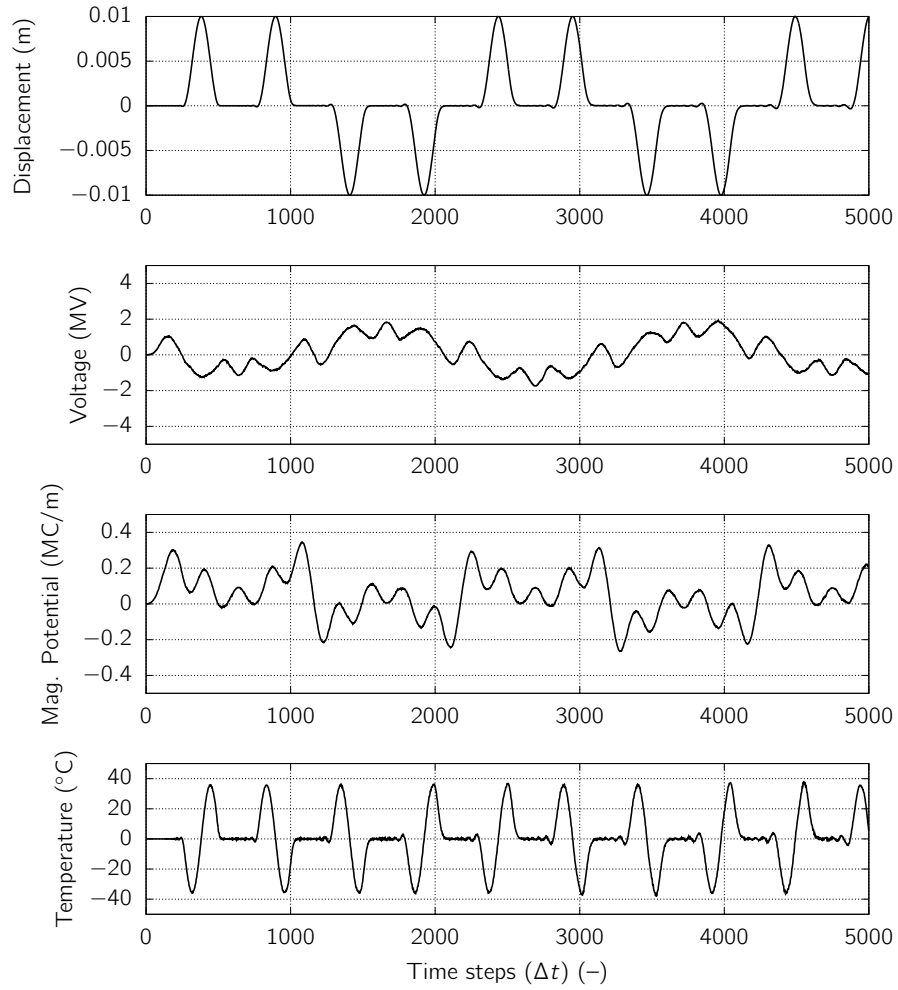 Displacement (m)
0.01
0.005
0
−0.005
−0.01
0 1000 2000 3000 4000 5000
Voltage (MV)
4
2
0
−2
−4
0 1000 2000 3000 4000 5000
Mag. Potential (MC/m)
0.4
0.2
0
−0.2
−0.4
0 1000 2000 3000 4000 5000
Temperature (°C)
40
20
0
−20
−40
0 1000 2000 3000 4000 5000
Time steps (Δt) (–)